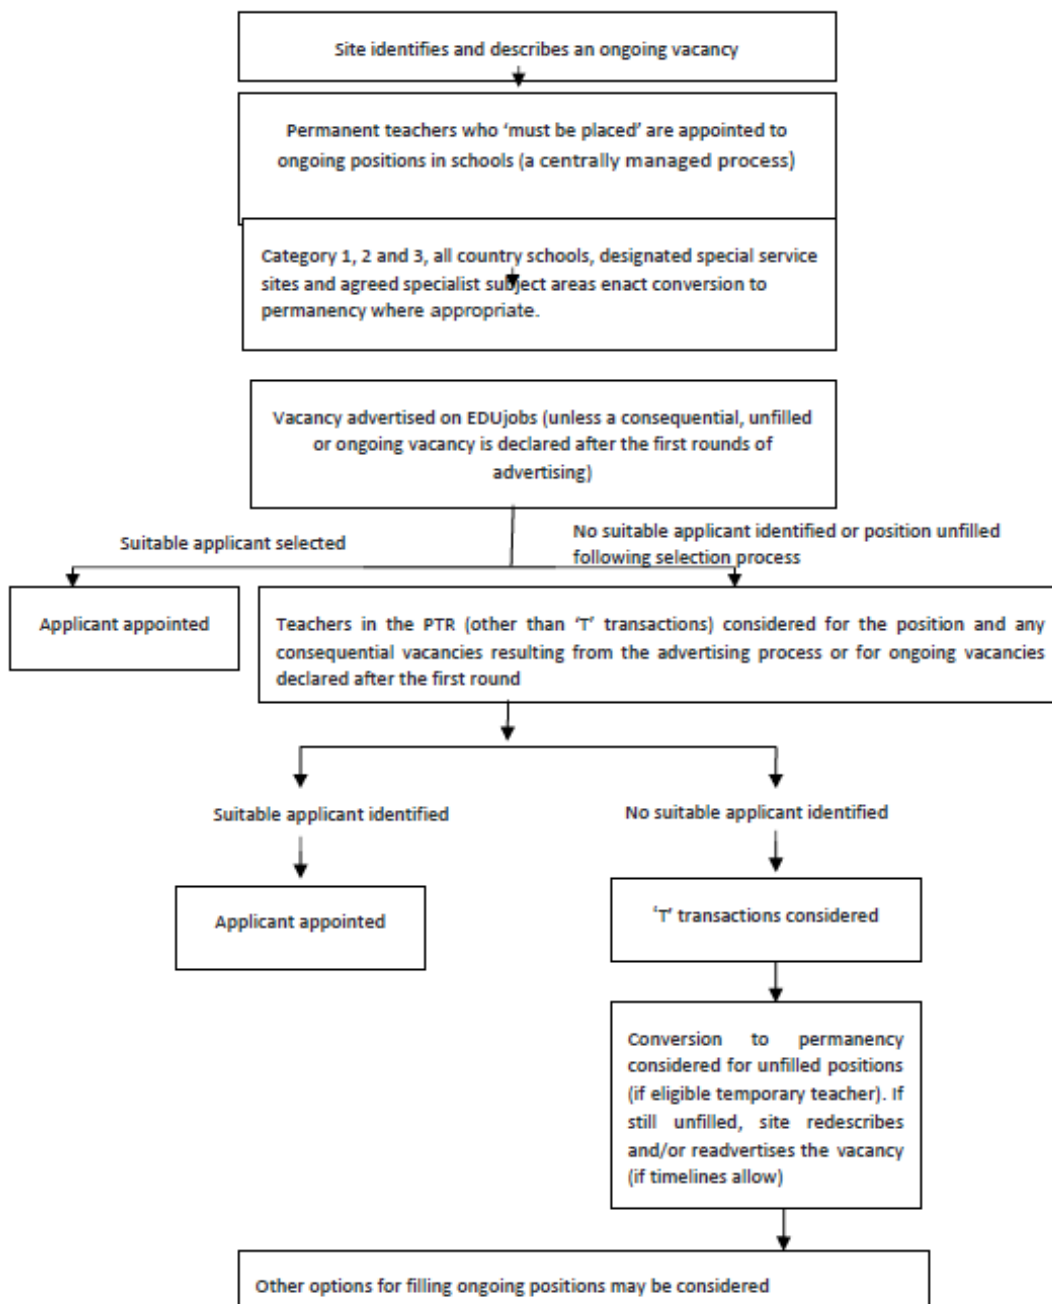 Site identifies and describes an ongoing vacancy
Permanent teachers who ‘must be placed’ are appointed to
ongoing positions in schools (a centrally managed process)
Category 1, 2 and 3, all country schools, designated special service
sites and agreed specialist subject areas enact conversion to
permanency where appropriate.
Vacancy advertised on EDUjobs (unless a consequential, unfilled
or ongoing vacancy is declared after the first rounds of
advertising)
Suitable applicant selected
No suitable applicant identified or position unfilled
following selection process
Applicant appointed
Teachers in the PTR (other than ‘T’ transactions) considered for the position and any
consequential vacancies resulting from the advertising process or for ongoing vacancies
declared after the first round
Suitable applicant identified
No suitable applicant identified
Applicant appointed
‘T’ transactions considered
Conversion to permanency
considered for unfilled positions
(if eligible temporary teacher). If
still unfilled, site redescribes
and/or readvertises the vacancy
(if timelines allow)
Other options for filling ongoing positions may be considered